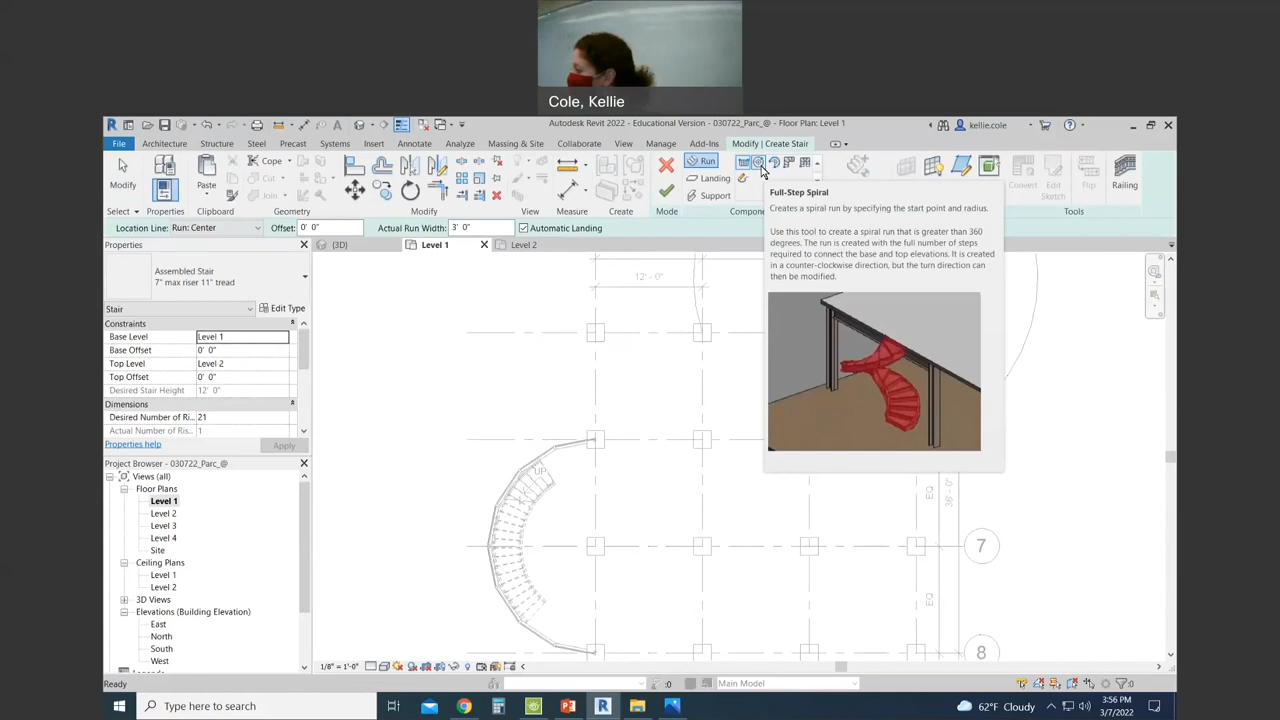 Cole, Kellie
Autodesk Revit 2022 - Educational Version - 030722_Parc_@ - Floor Plan: Level 1
kellie.cole
File
Architecture
Structure
Steel
Precast
Systems
Insert
Annotate
Analyze
Massing & Site
Collaborate
View
Manage
Add-Ins
Modify | Create Stair
Modify
Paste
Cope
Cut
Join
Run
Landing
Support
Convert
Edit Sketch
Flip
Railing
Select
Properties
Clipboard
Geometry
Modify
View
Measure
Create
Mode
Tools
Location Line: Run: Center
Offset: 0' 0"
Actual Run Width: 3' 0"
Automatic Landing
Full-Step Spiral
Creates a spiral run by specifying the start point and radius.
Use this tool to create a spiral run that is greater than 360
degrees. The run is created with the full number of steps
required to connect the base and top elevations. It is created
in a counter-clockwise direction, but the turn direction can
then be modified.
Properties
(3D)
Level 1
Level 2
Assembled Stair
7" max riser 11" tread
Stair
Edit Type
Constraints
Base Level Level 1
Base Offset 0' 0"
Top Level Level 2
Top Offset 0' 0"
Desired Stair Height 12' 0"
Dimensions
Desired Number of Ri... 21
Actual Number of Ris... 1
Properties help
Apply
Project Browser - 030722_Parc_@
Views (all)
Floor Plans
Level 1
Level 2
Level 3
Level 4
Site
Ceiling Plans
Level 1
Level 2
3D Views
Elevations (Building Elevation)
East
North
South
West
12' - 0"
UP
EQ
36' - 0"
7
EQ
8
1/8" = 1'-0"
Ready
:0
Main Model
:0
Type here to search
62°F Cloudy
3:56 PM
3/7/2022